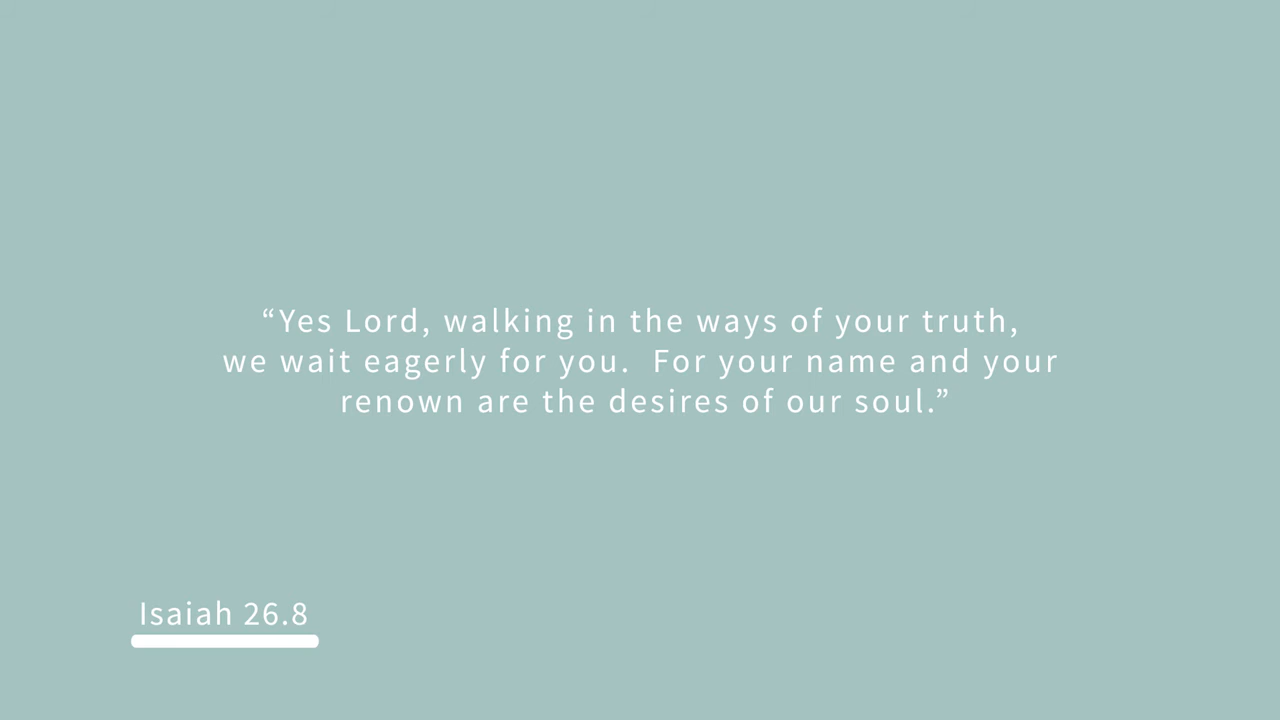 “Yes Lord, walking in the ways of your truth,
we wait eagerly for you.  For your name and your
renown are the desires of our soul.”
Isaiah 26.8